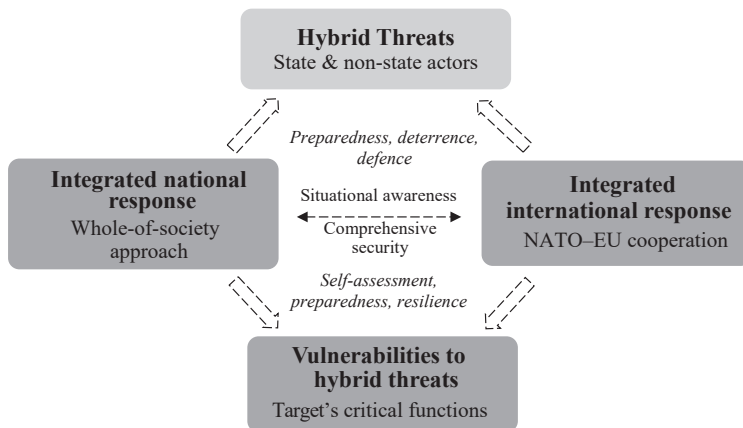 Hybrid Threats
State & non-state actors
Preparedness, deterrence,
defence
Integrated national
response
Whole-of-society
approach
Situational awareness
Comprehensive
security
Integrated
international response
NATO–EU cooperation
Self-assessment,
preparedness, resilience
Vulnerabilities to
hybrid threats
Target's critical functions